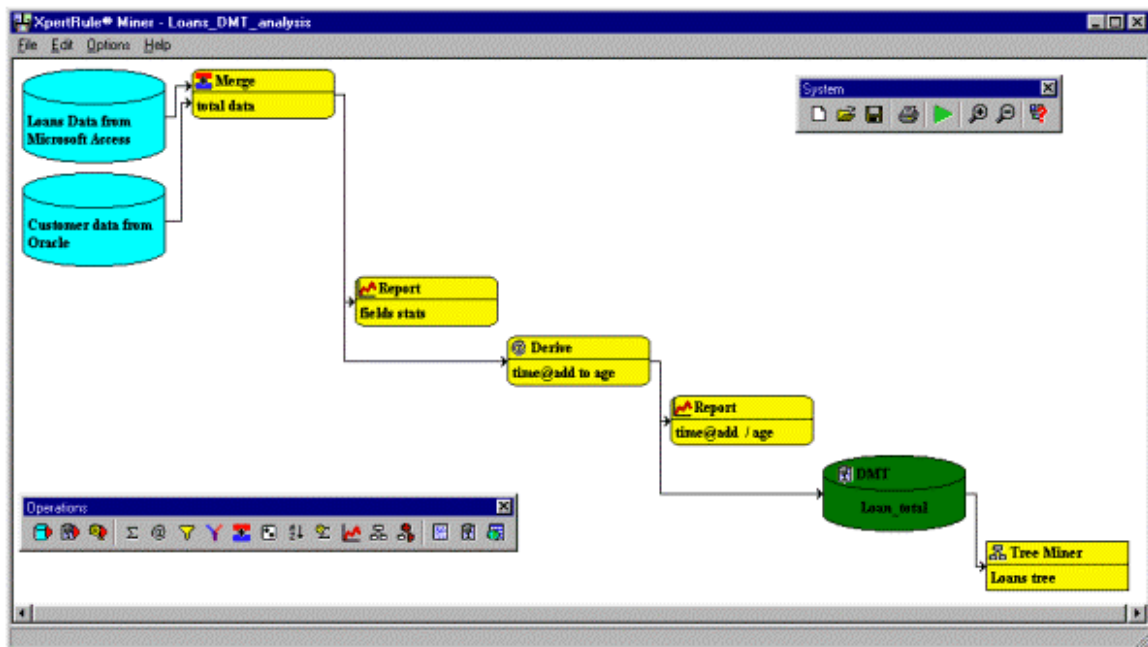 XpertRule® Miner - Loans_DMT_analysis
File Edit Options Help
Loans Data from
Microsoft Access
Merge
total data
System
Customer data from
Oracle
Report
fields stats
Derive
time@add to age
Report
time@add / age
DMT
Loan_total
Operations
Tree Miner
Loans tree